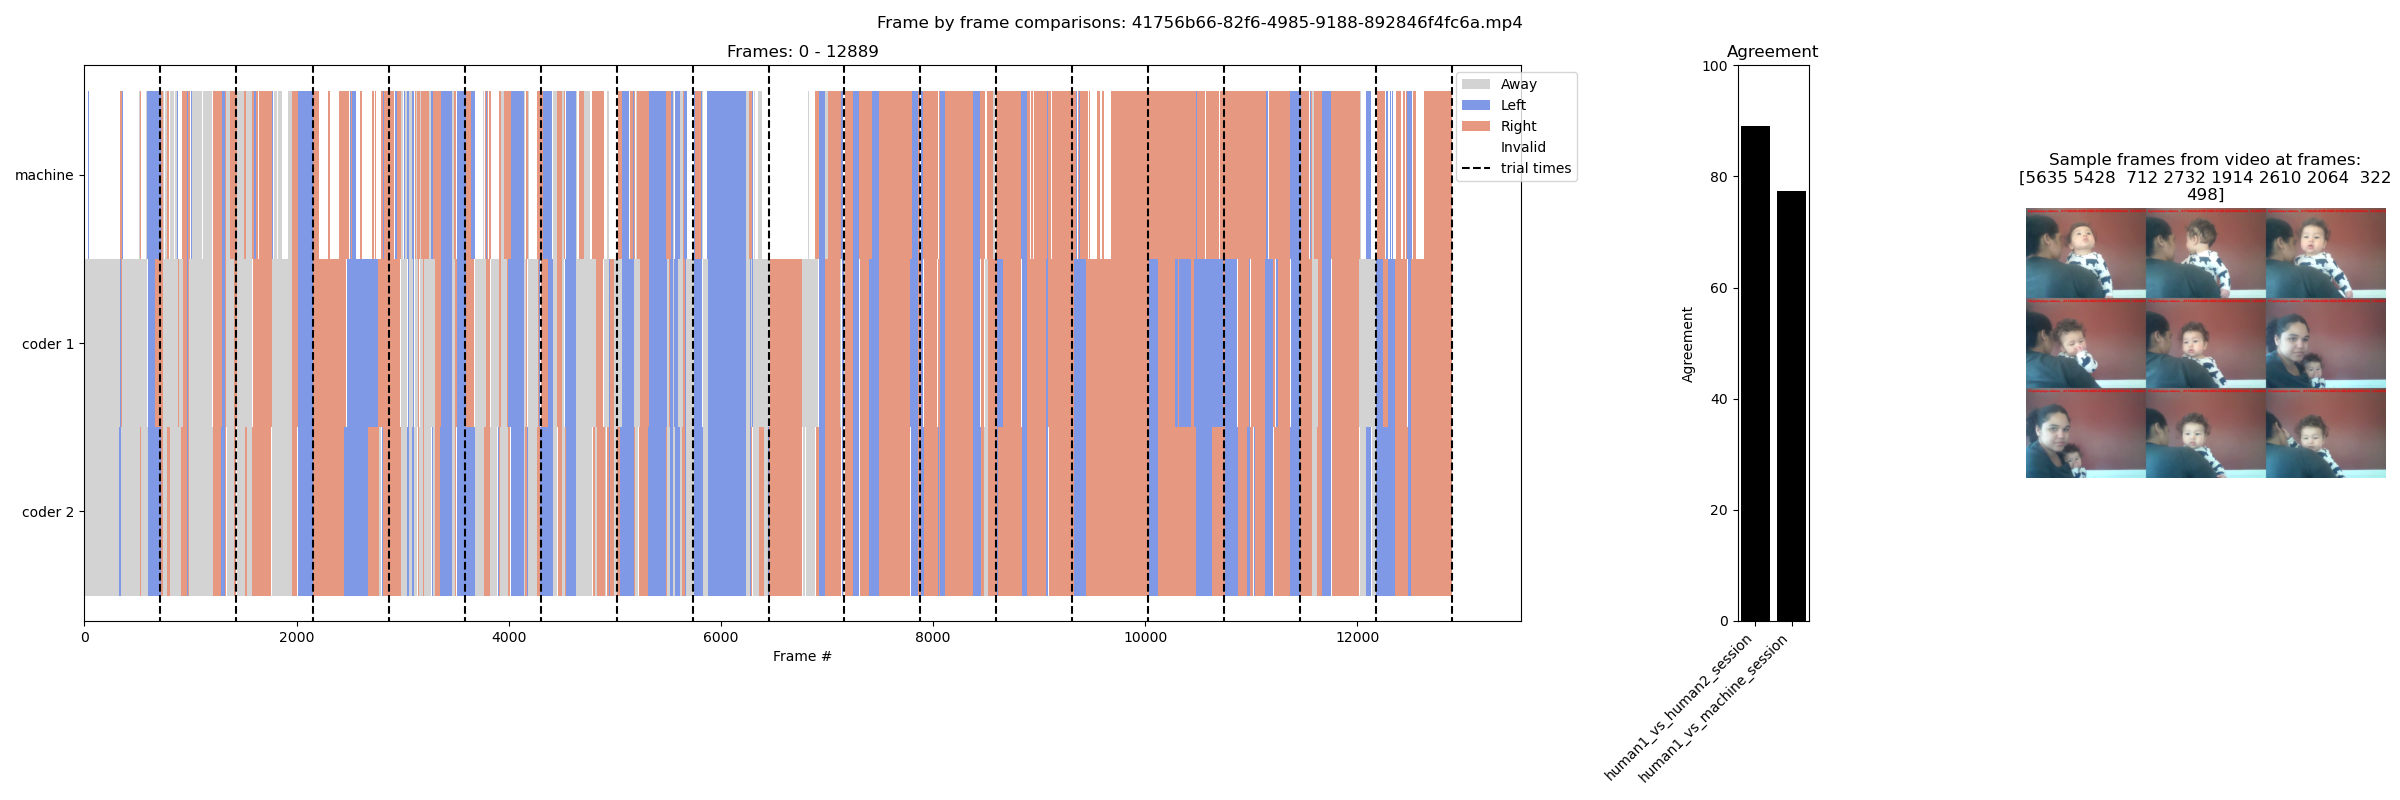 Frame by frame comparisons: 41756b66-82f6-4985-9188-892846f4fc6a.mp4
Frames: 0 - 12889
machine
coder 1
coder 2
0
2000
4000
6000
8000
10000
12000
Frame #
Away
Left
Right
Invalid
trial times
Agreement
100
80
60
40
20
0
Agreement
human1_vs_human2_session
human1_vs_machine_session
Sample frames from video at frames:
[5635 5428 712 2732 1914 2610 2064 322
498]